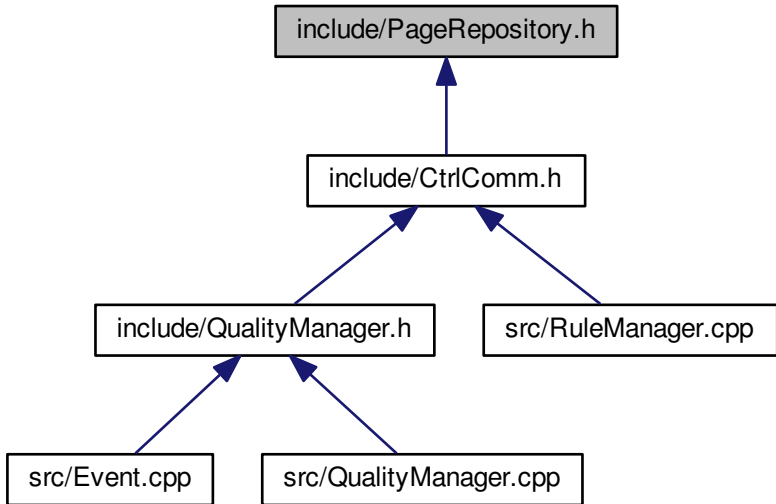 include/PageRepository.h
include/CtrlComm.h
include/QualityManager.h
src/RuleManager.cpp
src/Event.cpp
src/QualityManager.cpp